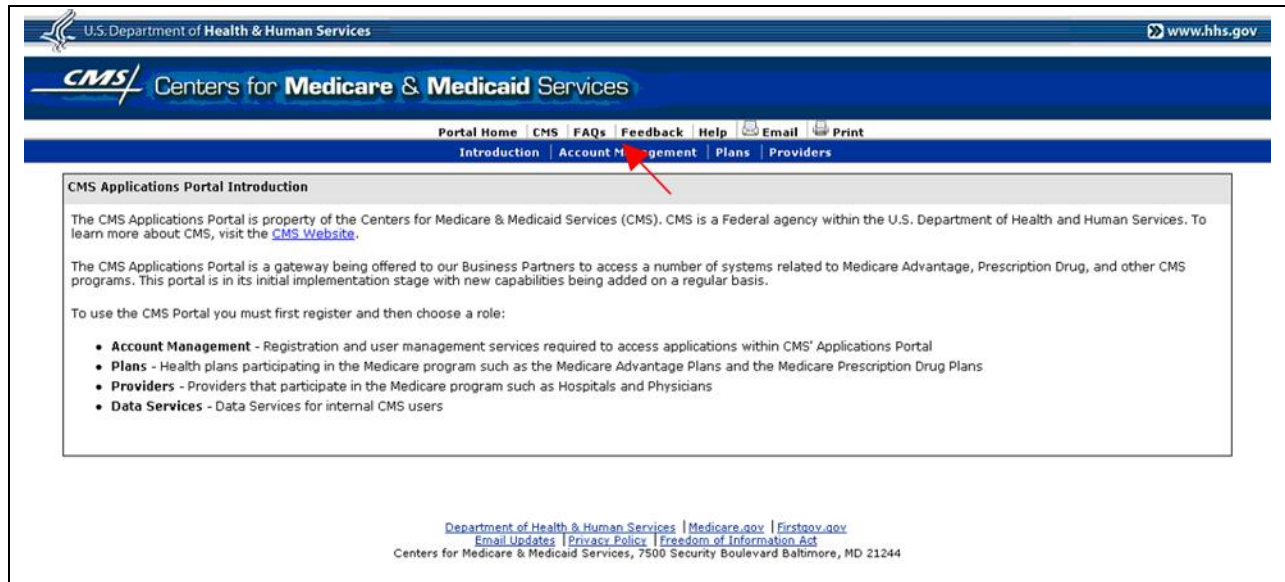 U.S. Department of Health & Human Services
www.hhs.gov
CMS/ Centers for Medicare & Medicaid Services
Portal Home | CMS | FAQs | Feedback | Help | Email | Print
Introduction | Account Management | Plans | Providers
CMS Applications Portal Introduction
The CMS Applications Portal is property of the Centers for Medicare & Medicaid Services (CMS). CMS is a Federal agency within the U.S. Department of Health and Human Services. To
learn more about CMS, visit the CMS Website.
The CMS Applications Portal is a gateway being offered to our Business Partners to access a number of systems related to Medicare Advantage, Prescription Drug, and other CMS
programs. This portal is in its initial implementation stage with new capabilities being added on a regular basis.
To use the CMS Portal you must first register and then choose a role:
• Account Management - Registration and user management services required to access applications within CMS' Applications Portal
• Plans - Health plans participating in the Medicare program such as the Medicare Advantage Plans and the Medicare Prescription Drug Plans
• Providers - Providers that participate in the Medicare program such as Hospitals and Physicians
• Data Services - Data Services for internal CMS users
Department of Health & Human Services | Medicare.gov | Firstgov.gov
Email Updates | Privacy Policy | Freedom of Information Act
Centers for Medicare & Medicaid Services, 7500 Security Boulevard Baltimore, MD 21244